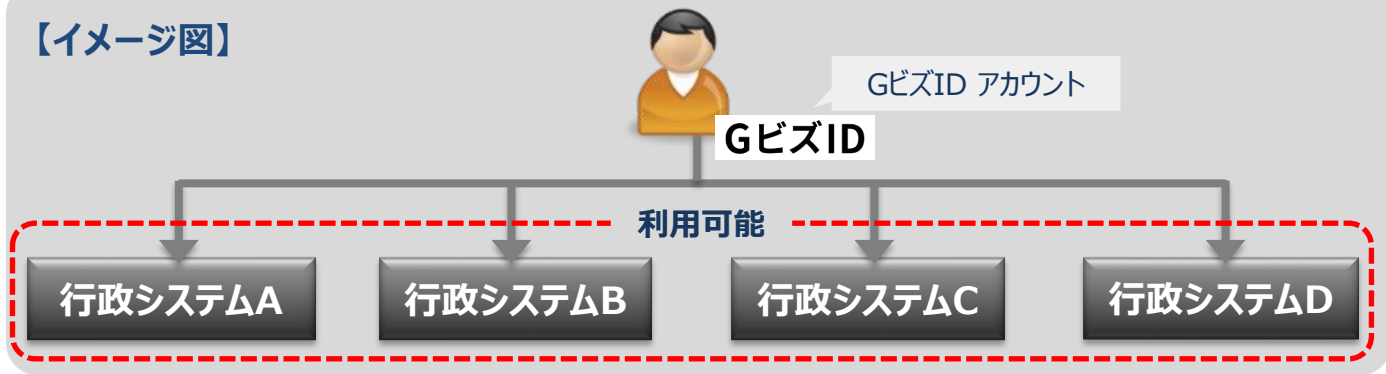 【イメージ図】
GビズID アカウント
GビズID
利用可能
行政システムA
行政システムB
行政システムC
行政システムD